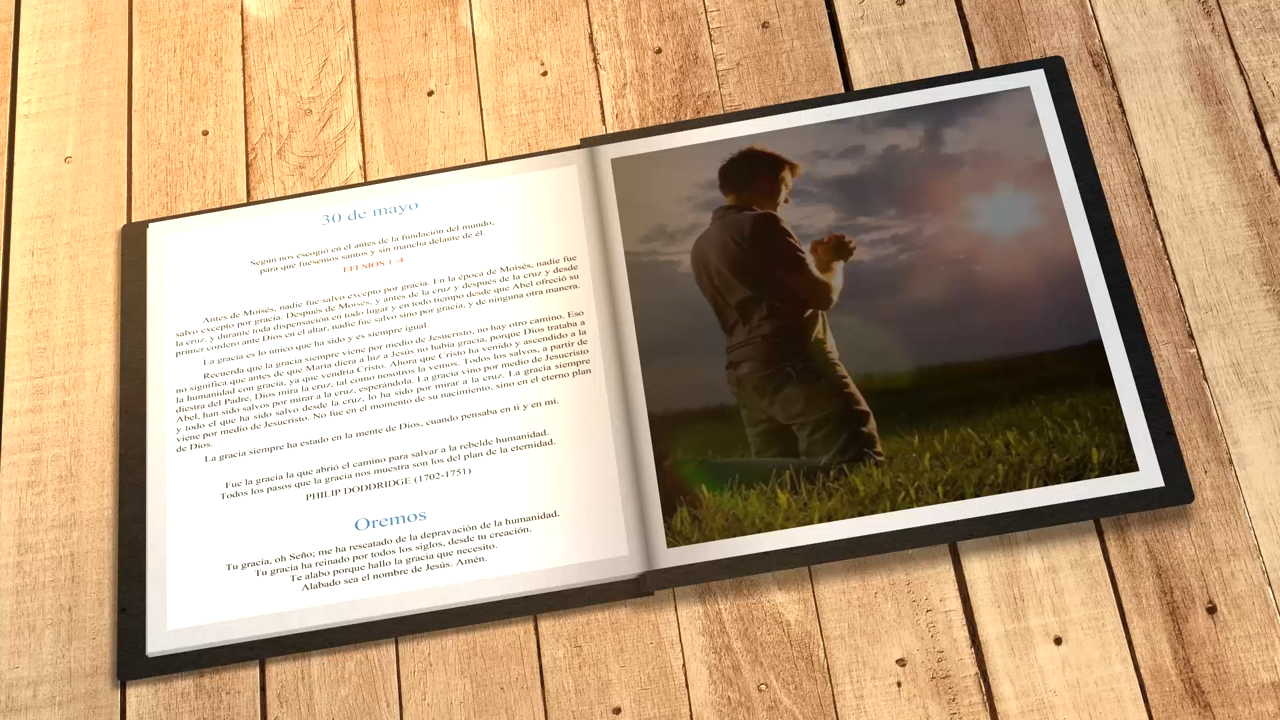 30 de mayo
Según nos escogió en él antes de la fundación del mundo,
para que fuésemos santos y sin mancha delante de él.
EFESIOS 1:4
Antes de Moisés, nadie fue salvo excepto por gracia. En la época de Moisés, nadie fue
salvo excepto por gracia. Después de Moisés, y antes de la cruz y después de la cruz y desde
la cruz, y durante toda dispensación en todo lugar y en todo tiempo desde que Abel ofreció su
primer cordero ante Dios en el altar, nadie fue salvo sino por gracia, y de ninguna otra manera.
La gracia es lo único que ha sido y es siempre igual.
Recuerda que la gracia siempre viene por medio de Jesucristo, no hay otro camino. Eso
no significa que antes de que María diera a luz a Jesús no había gracia, porque Dios trataba a
la humanidad con gracia, ya que vendría Cristo. Ahora que Cristo ha venido y ascendido a la
diestra del Padre, Dios mira la cruz, tal como nosotros la vemos. Todos los salvos, a partir de
Abel, han sido salvos por mirar a la cruz, esperándola. La gracia vino por medio de Jesucristo
y todo el que ha sido salvo desde la cruz, lo ha sido por mirar a la cruz. La gracia siempre
viene por medio de Jesucristo. No fue en el momento de su nacimiento, sino en el eterno plan
de Dios.
La gracia siempre ha estado en la mente de Dios, cuando pensaba en ti y en mí.
Fue la gracia la que abrió el camino para salvar a la rebelde humanidad.
Todos los pasos que la gracia nos muestra son los del plan de la eternidad.
PHILIP DODDRIDGE (1702-1751)
Oremos
Tu gracia, oh Seño; me ha rescatado de la depravación de la humanidad.
Tu gracia ha reinado por todos los siglos, desde tu creación.
Te alabo porque hallo la gracia que necesito.
Alabado sea el nombre de Jesús. Amén.